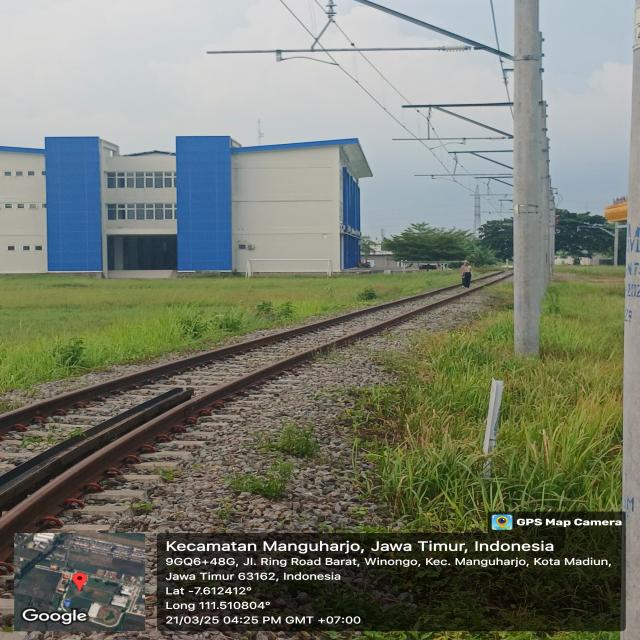 GPS Map Camera
Kecamatan Manguharjo, Jawa Timur, Indonesia
9GQ6+48G, Jl. Ring Road Barat, Winongo, Kec. Manguharjo, Kota Madiun,
Jawa Timur 63162, Indonesia
Lat -7.612412°
Long 111.510804°
21/03/25 04:25 PM GMT +07:00
Google